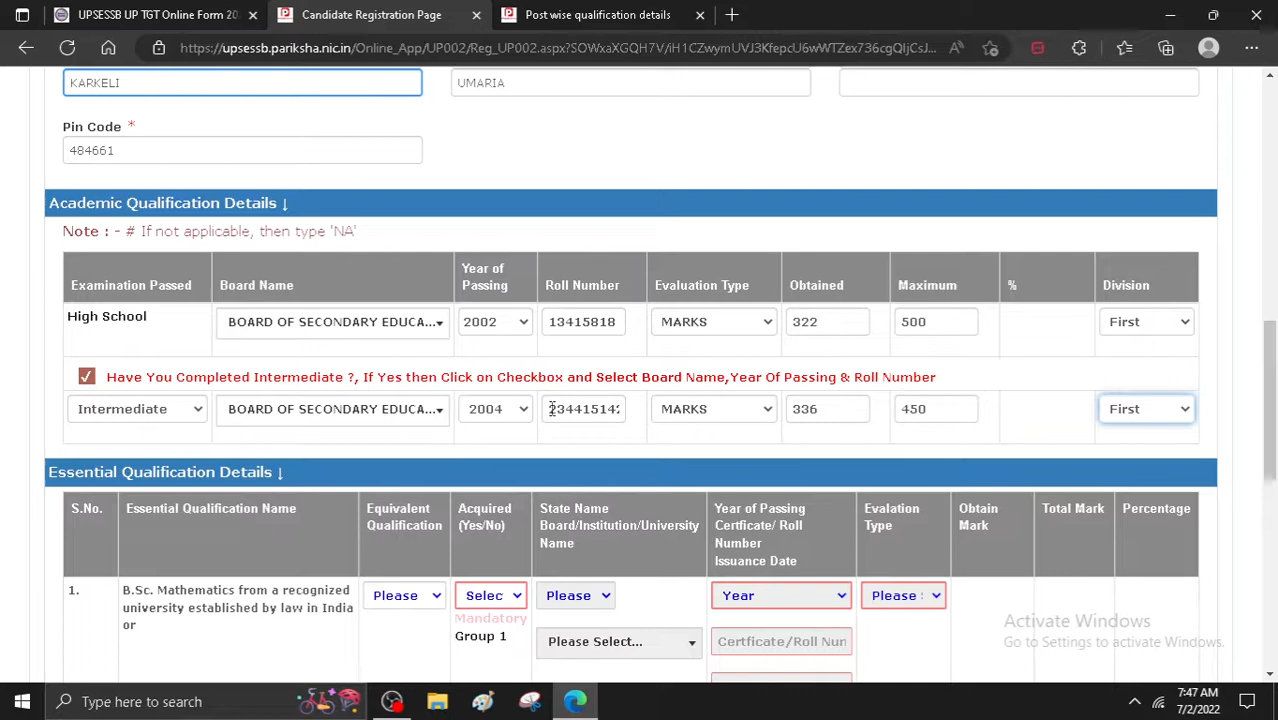 UPSESSB UP TGT Online Form 20
Candidate Registration Page
Post wise qualification details
https://upsessb.pariksha.nic.in/Online_App/UP002/Reg_UP002.aspx?SOWxaXGQH7V/iH1CZwymUVJ3KfepcU6wWTZex736cgQIjCsJ...
KARKELI
UMARIA
Pin Code *
484661
Academic Qualification Details ↓
Note : - # If not applicable, then type 'NA'
Examination Passed
Board Name
Year of Passing
Roll Number
Evaluation Type
Obtained
Maximum
%
Division
High School
BOARD OF SECONDARY EDUCA...
2002
13415818
MARKS
322
500
First
Have You Completed Intermediate ?, If Yes then Click on Checkbox and Select Board Name,Year Of Passing & Roll Number
Intermediate
BOARD OF SECONDARY EDUCA...
2004
MARKS
336
450
First
Essential Qualification Details ↓
S.No.
Essential Qualification Name
Equivalent
Qualification
Acquired
(Yes/No)
State Name
Board/Institution/University
Name
Year of Passing
Certficate/ Roll
Number
Issuance Date
Evalation
Type
Obtain
Mark
Total Mark
Percentage
1.
B.Sc. Mathematics from a recognized
university established by law in India
or
Please
Selec
Mandatory
Group 1
Please
Please Select...
Year
Certficate/Roll Num
Please
Activate Windows
Go to Settings to activate Windows.
Type here to search
7:47 AM
7/2/2022